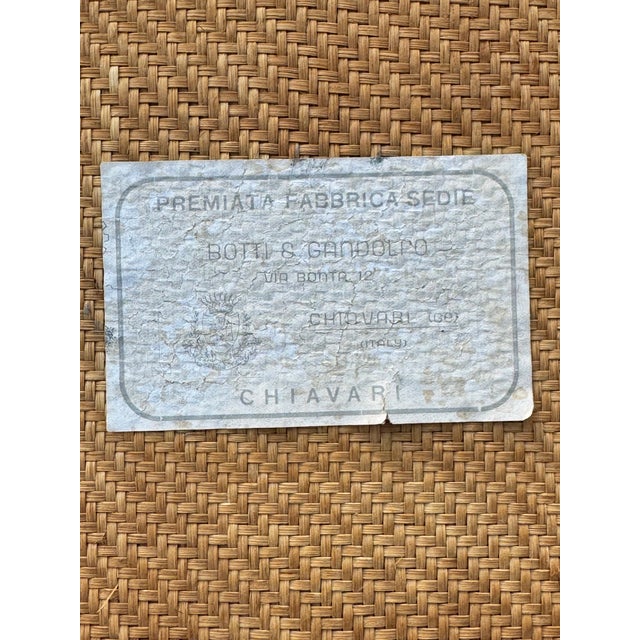 PREMIATA FABBRICA SEDIE
BOTTI & GANDOLFO
VIA BONTA 12
CHIAVARI (GE)
(ITALY)
CHIAVARI